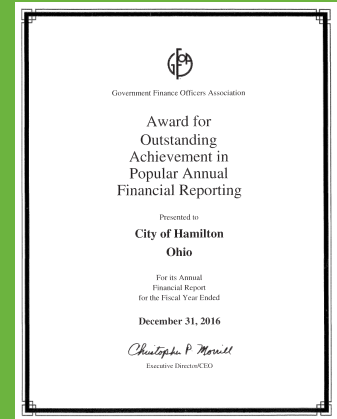 GFOA
Government Finance Officers Association
Award for
Outstanding
Achievement in
Popular Annual
Financial Reporting
Presented to
City of Hamilton
Ohio
For its Annual
Financial Report
for the Fiscal Year Ended
December 31, 2016
Christopher P. Morrill
Executive Director/CEO